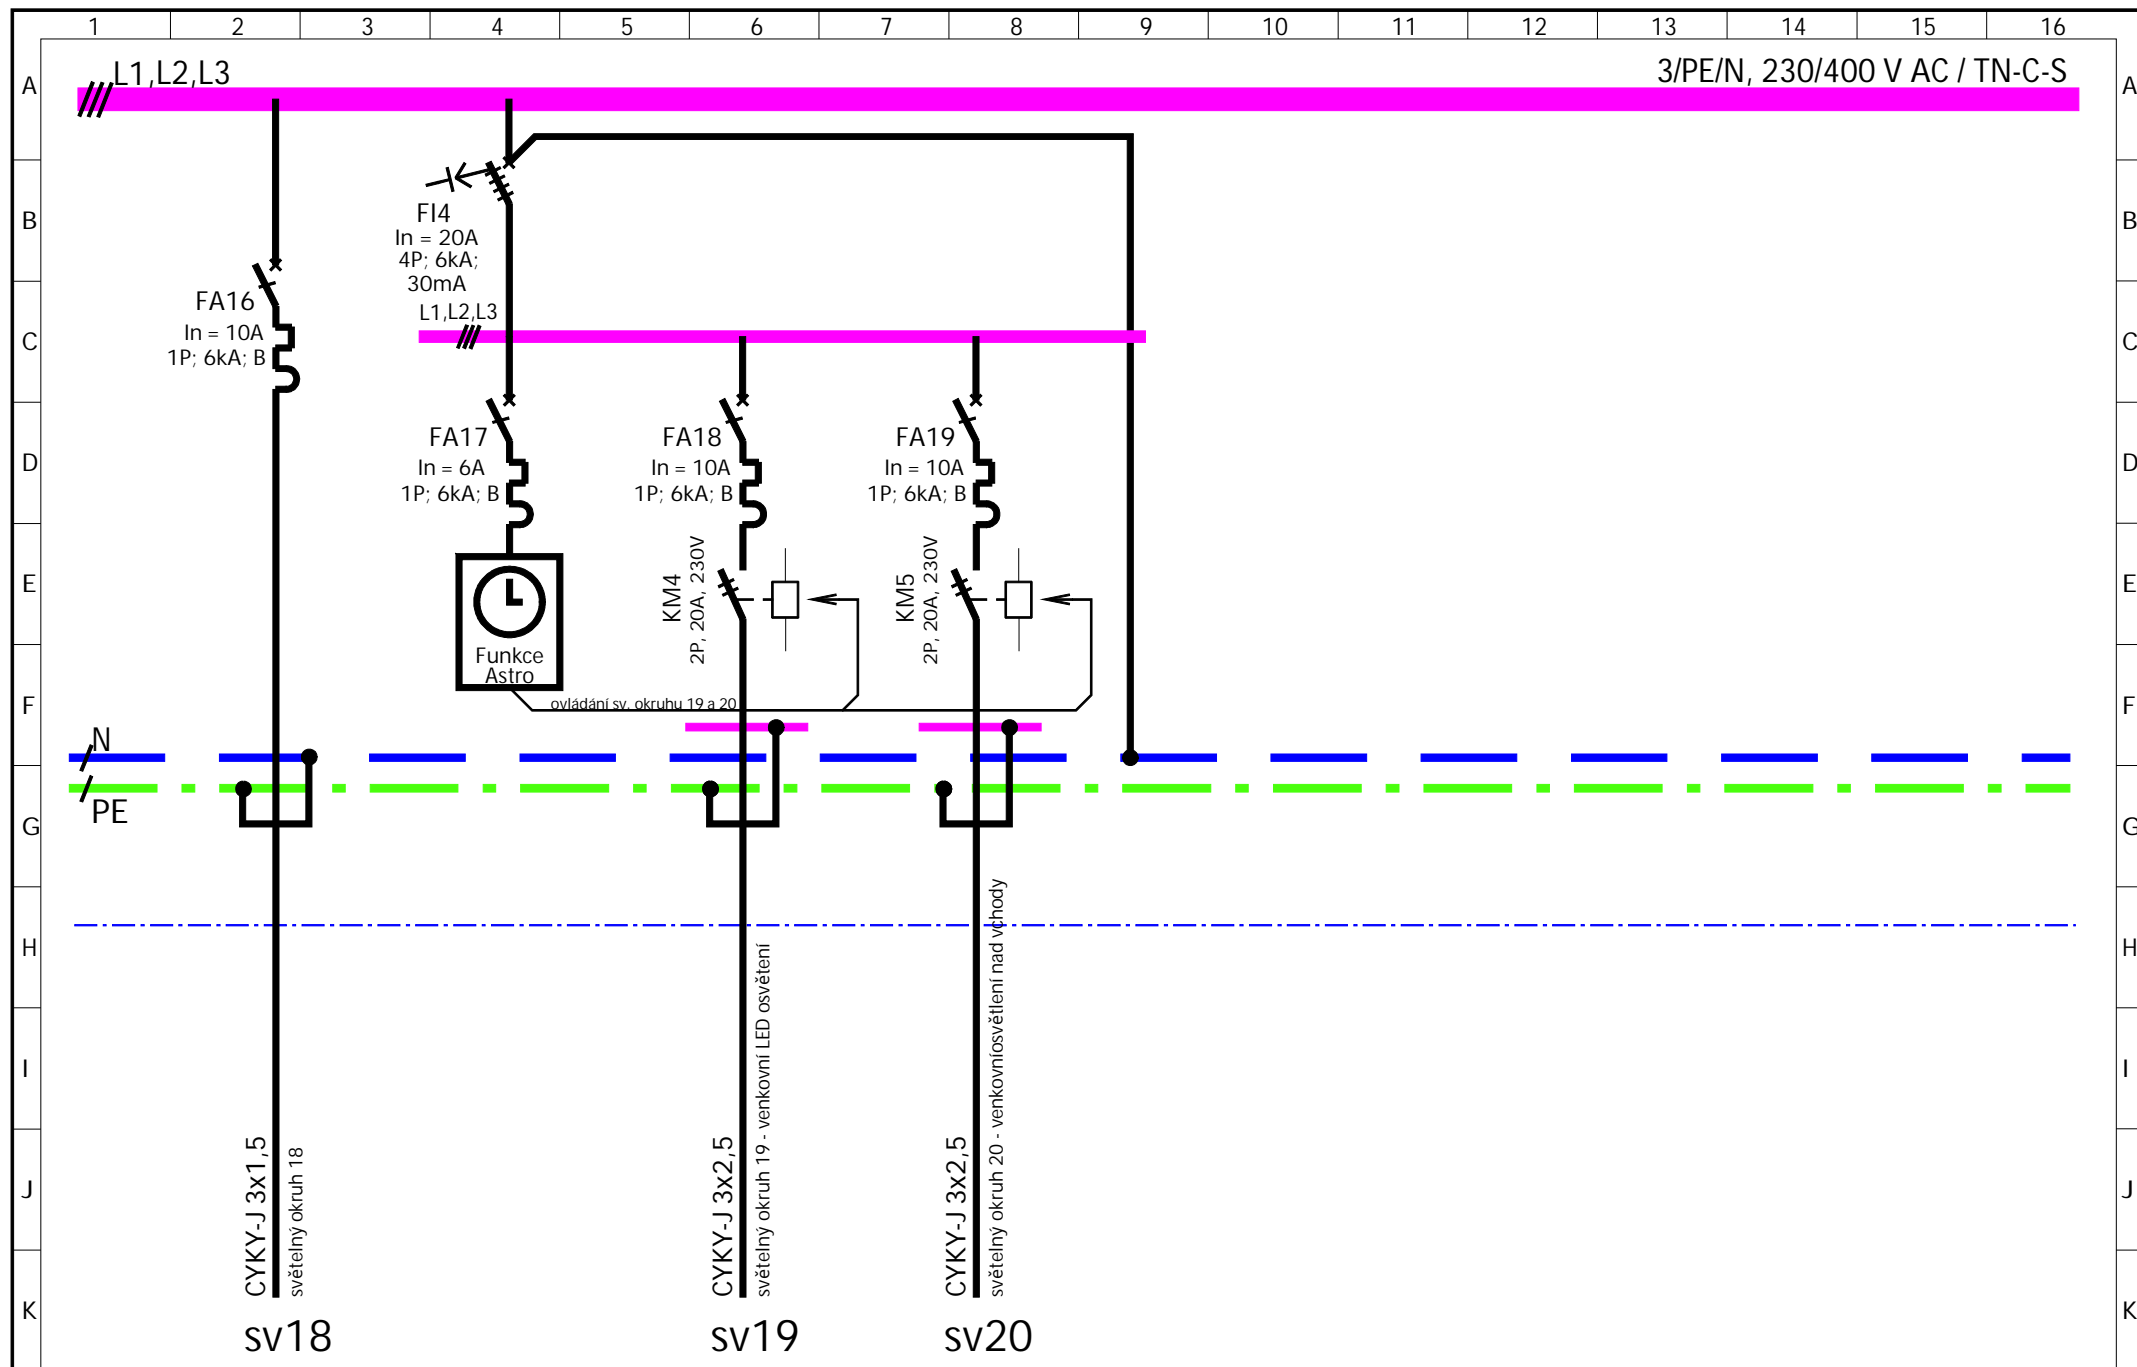 1 2 3 4 5 6 7 8 9 10 11 12 13 14 15 16
A A
L1,L2,L3
3/PE/N, 230/400 V AC / TN-C-S
B B
FI4
In = 20A
4P; 6kA;
30mA
L1,L2,L3
C C
FA16
In = 10A
1P; 6kA; B
D D
FA17
In = 6A
1P; 6kA; B
FA18
In = 10A
1P; 6kA; B
FA19
In = 10A
1P; 6kA; B
E E
KM4
2P, 20A, 230V
KM5
2P, 20A, 230V
Funkce
Astro
F F
ovládání sv. okruhu 19 a 20
N
PE
G G
H H
I I
J J
K K
CYKY-J 3x1,5
světelný okruh 18
CYKY-J 3x2,5
světelný okruh 19 - venkovní LED osvětení
CYKY-J 3x2,5
světelný okruh 20 - venkovníosvětlení nad vchody
sv18
sv19
sv20